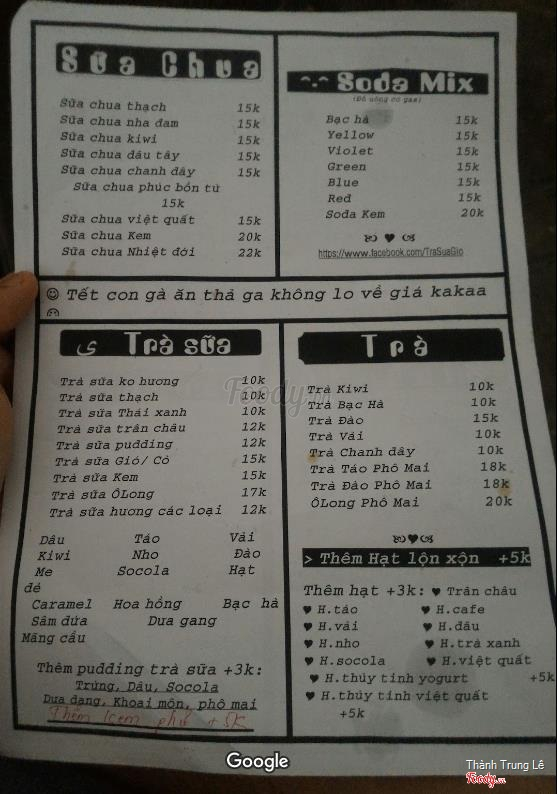 Sữa Chua
Sữa chua thạch 15k
Sữa chua nha đam 15k
Sữa chua kiwi 15k
Sữa chua dâu tây 15k
Sữa chua chanh dây 15k
Sữa chua phúc bồn tử
15k
Sữa chua việt quất 15k
Sữa chua Kem 20k
Sữa chua Nhiệt đới 22k
^.^ Soda Mix
(Đồ uống có gas)
Bạc hà 15k
Yellow 15k
Violet 15k
Green 15k
Blue 15k
Red 15k
Soda Kem 20k
https://www.facebook.com/TraSuaGio
☺ Tết con gà ăn thả ga không lo về giá kakaa
Trà sữa
Trà sữa ko hương 10k
Trà sữa thạch 10k
Trà sữa Thái xanh 10k
Trà sữa trân châu 12k
Trà sữa pudding 12k
Trà sữa Gió/ Cô 15k
Trà sữa Kem 15k
Trà sữa ÔLong 17k
Trà sữa hương các loại 12k
Dâu Táo Vải
Kiwi Nho Đào
Me Socola Hạt
dẻ
Caramel Hoa hồng Bạc hà
Sâm dứa Dưa gang
Mãng cầu
Thêm pudding trà sữa +3k:
Trứng, Dâu, Socola
Dưa dạng, Khoai môn, phô mai
Thêm kem phủ +5k
Trà
Trà Kiwi 10k
Trà Bạc Hà 10k
Trà Đào 15k
Trà Vải 10k
Trà Chanh dây 10k
Trà Táo Phô Mai 18k
Trà Đào Phô Mai 18k
ÔLong Phô Mai 20k
> Thêm Hạt lộn xộn +5k
Thêm hạt +3k: ♥ Trân châu
♥ H.táo ♥ H.cafe
♥ H.vải ♥ H.dâu
♥ H.nho ♥ H.trà xanh
♥ H.socola ♥ H.việt quất
♥ H.thủy tinh yogurt +5k
♥ H.thủy tinh việt quất
+5k
Foody.vn
Google
Thành Trung Lê
Foody.vn